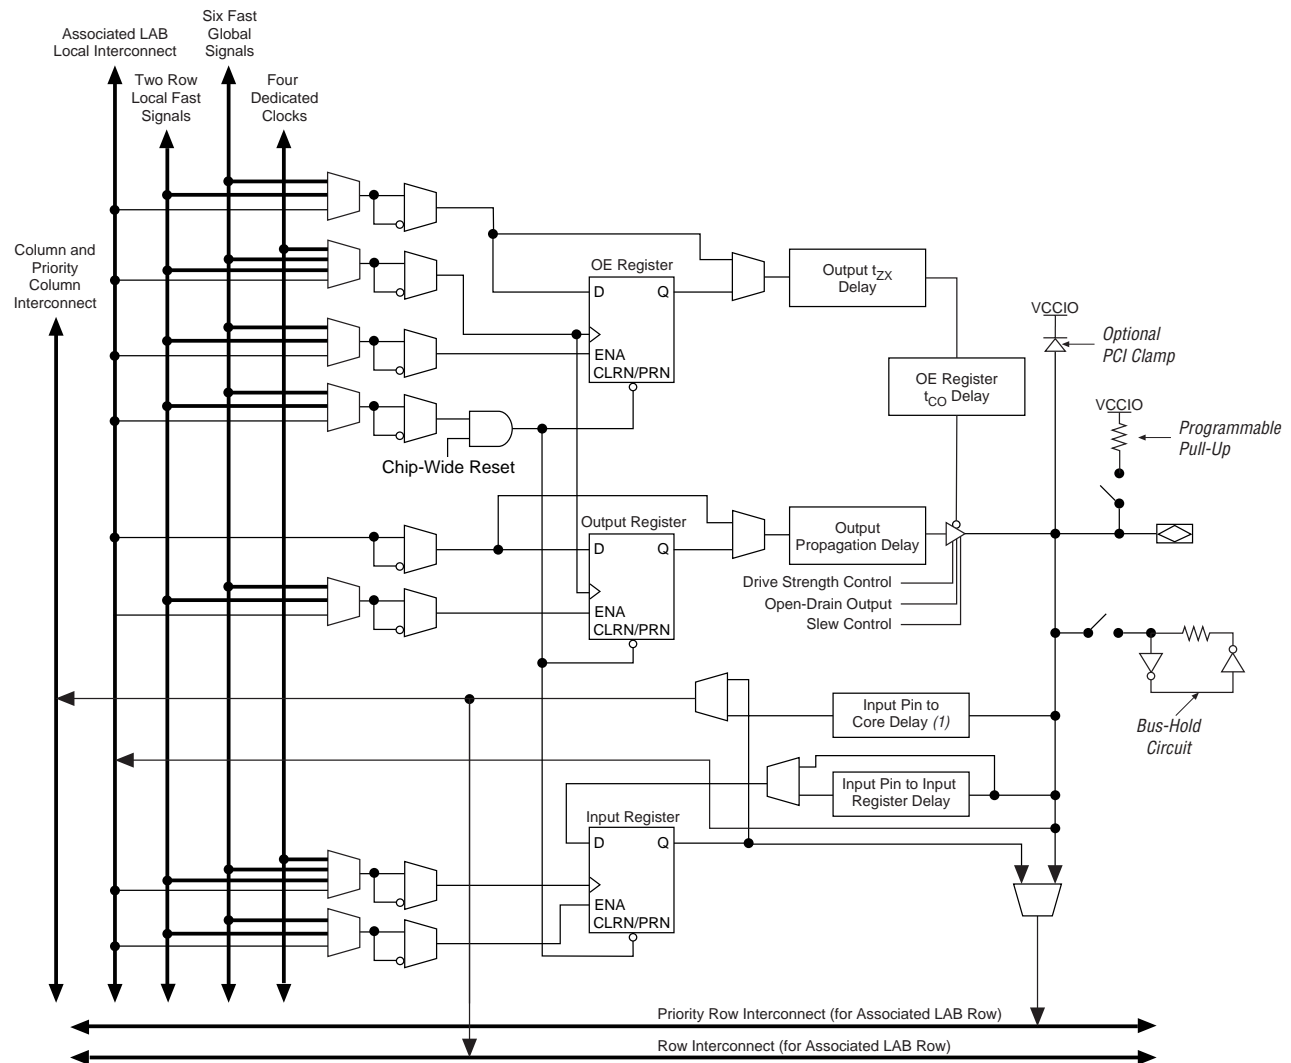 Six Fast
Global
Signals
Associated LAB
Local Interconnect
Two Row
Local Fast
Signals
Four
Dedicated
Clocks
Column and
Priority
Column
Interconnect
OE Register
D
Q
ENA
CLRN/PRN
Output tZX
Delay
VCCIO
Optional
PCI Clamp
OE Register
tCO Delay
VCCIO
Programmable
Pull-Up
Chip-Wide Reset
Output Register
D
Q
ENA
CLRN/PRN
Output
Propagation Delay
Drive Strength Control
Open-Drain Output
Slew Control
Input Pin to
Core Delay (1)
Bus-Hold
Circuit
Input Pin to Input
Register Delay
Input Register
D
Q
ENA
CLRN/PRN
Priority Row Interconnect (for Associated LAB Row)
Row Interconnect (for Associated LAB Row)